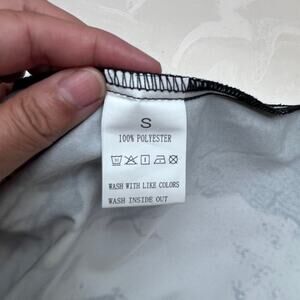 S
100% POLYESTER
WASH WITH LIKE COLORS
WASH INSIDE OUT